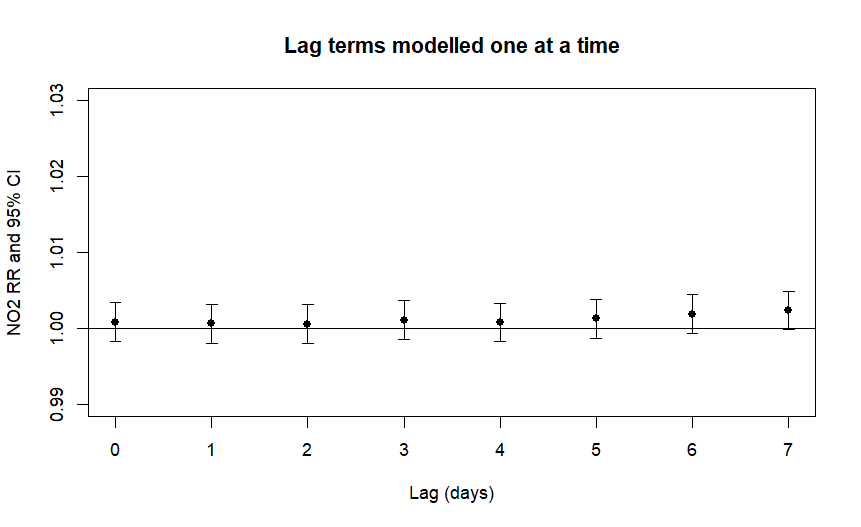 Lag terms modelled one at a time
NO2 RR and 95% CI
1.03
1.02
1.01
1.00
0.99
0 1 2 3 4 5 6 7
Lag (days)